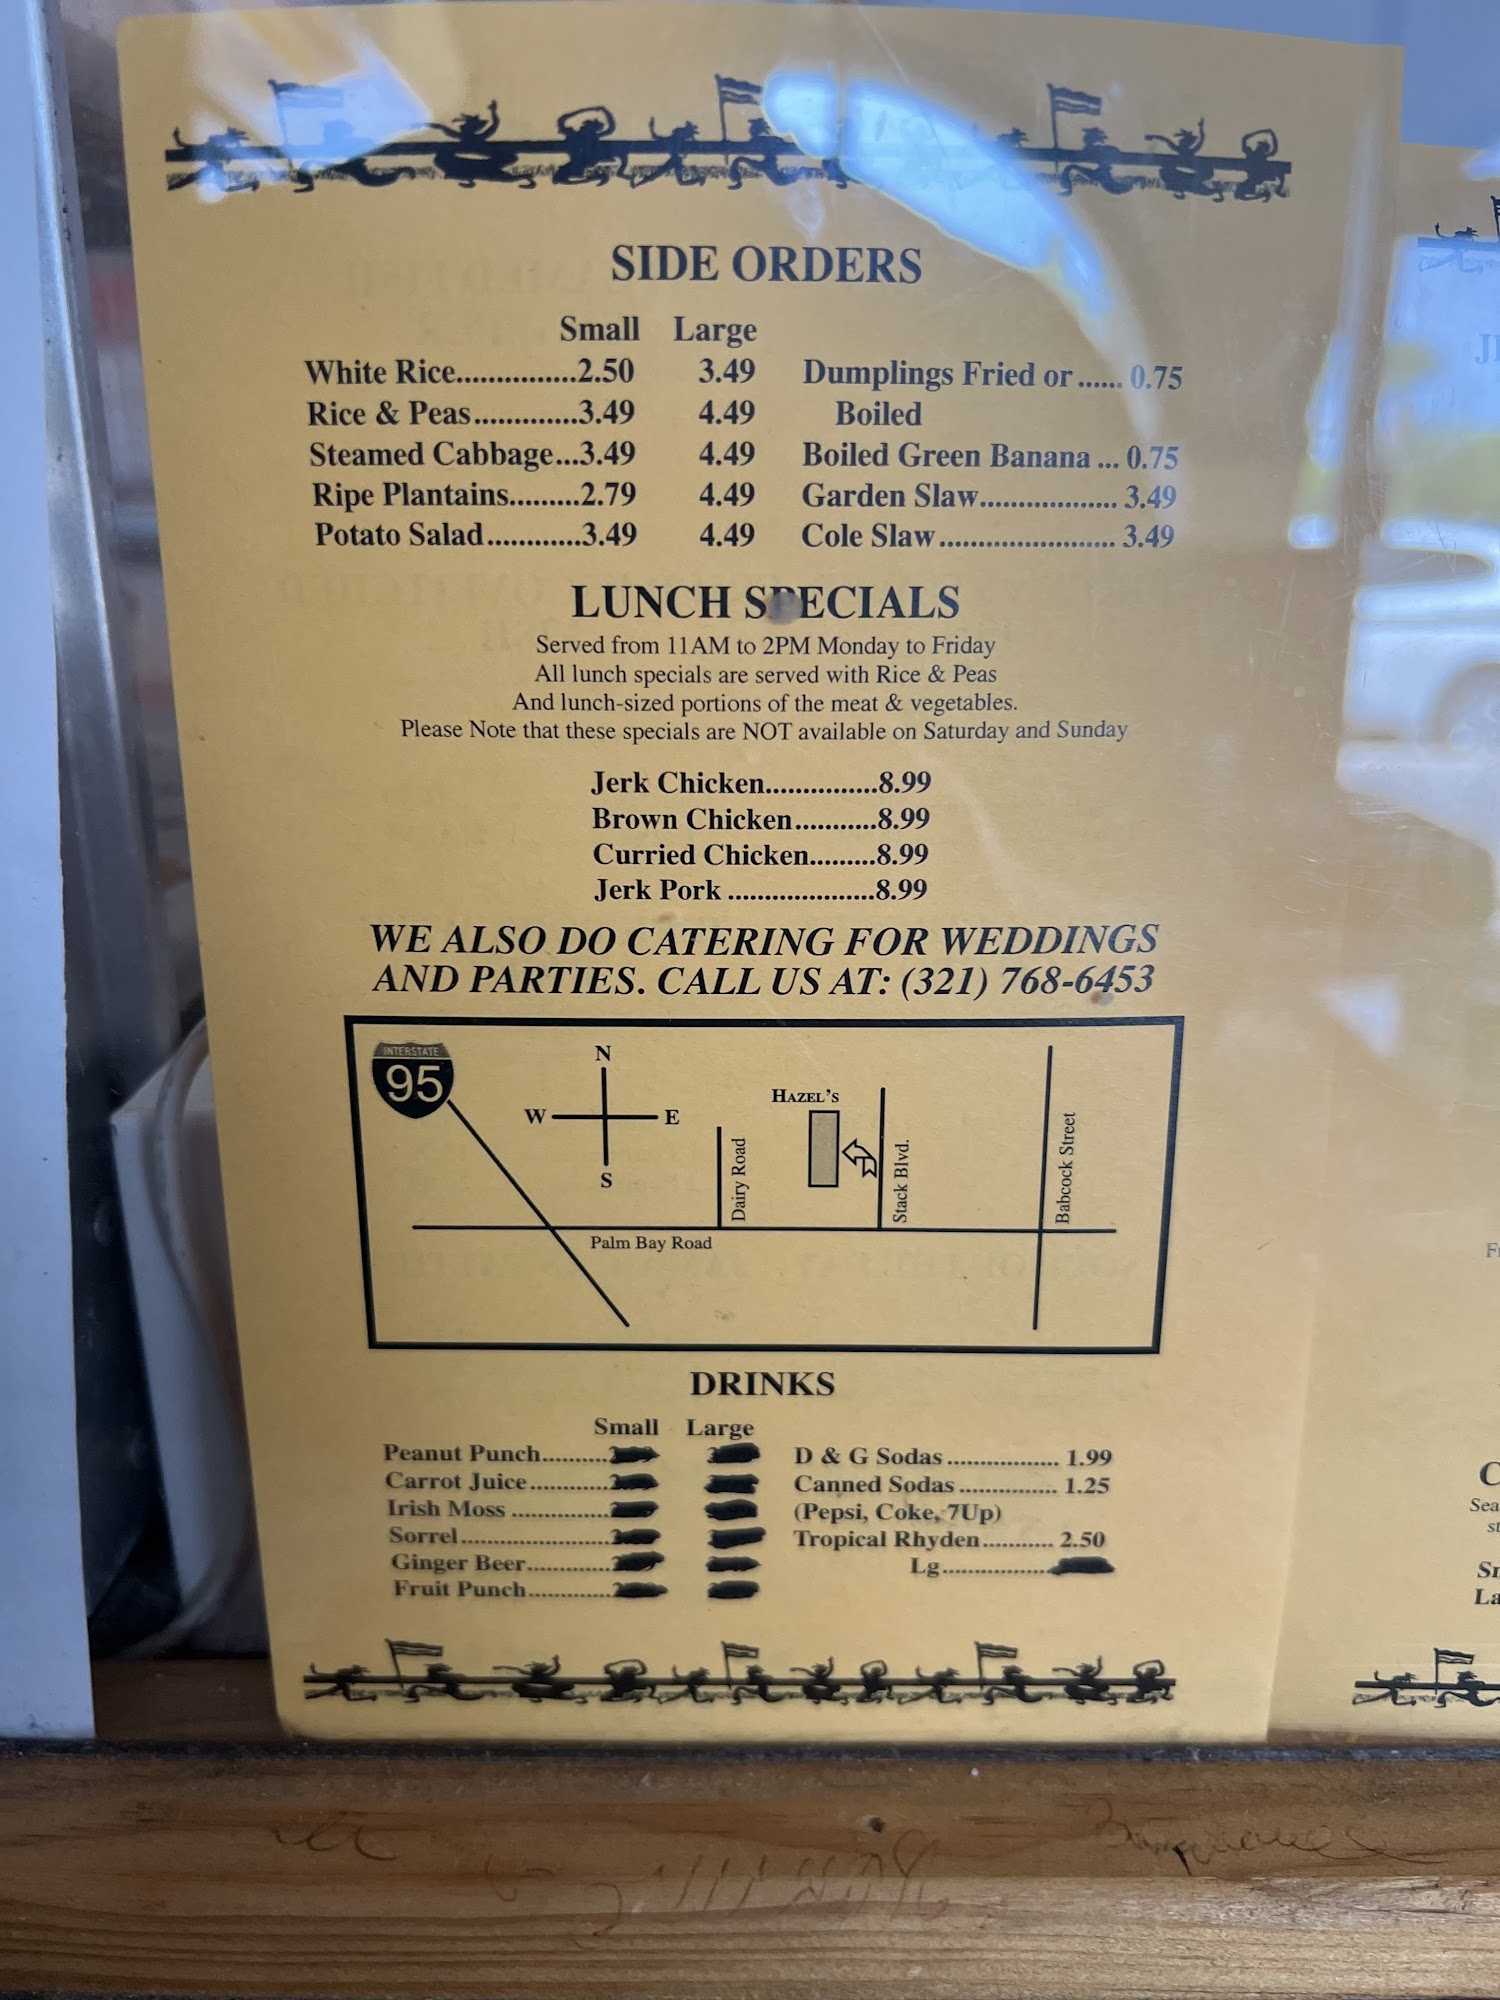 SIDE ORDERS
Small Large
White Rice...............2.50 3.49
Rice & Peas.............3.49 4.49
Steamed Cabbage...3.49 4.49
Ripe Plantains.........2.79 4.49
Potato Salad............3.49 4.49
Dumplings Fried or...... 0.75
Boiled
Boiled Green Banana ... 0.75
Garden Slaw.................. 3.49
Cole Slaw......................... 3.49
LUNCH SPECIALS
Served from 11AM to 2PM Monday to Friday
All lunch specials are served with Rice & Peas
And lunch-sized portions of the meat & vegetables.
Please Note that these specials are NOT available on Saturday and Sunday
Jerk Chicken...............8.99
Brown Chicken...........8.99
Curried Chicken.........8.99
Jerk Pork ....................8.99
WE ALSO DO CATERING FOR WEDDINGS
AND PARTIES. CALL US AT: (321) 768-6453
INTERSTATE
95
N
W E
S
HAZEL'S
Dairy Road
Stack Blvd.
Babcock Street
Palm Bay Road
DRINKS
Small Large
Peanut Punch..........
Carrot Juice............
Irish Moss ..............
Sorrel......................
Ginger Beer............
Fruit Punch............
D & G Sodas .................. 1.99
Canned Sodas ................ 1.25
(Pepsi, Coke, 7Up)
Tropical Rhyden........... 2.50
Lg.................